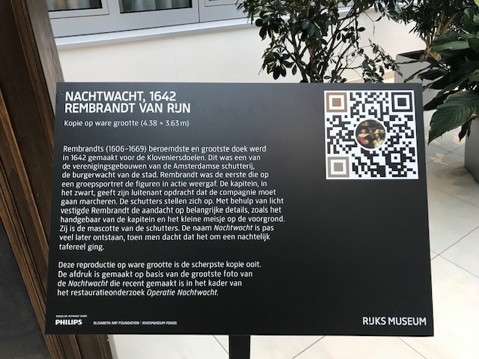 NACHTWACHT, 1642
REMBRANDT VAN RIJN
Kopie op ware grootte (4.38 × 3.63 m)
Rembrandts (1606–1669) beroemdste en grootste doek werd
in 1642 gemaakt voor de Kloveniersdoelen. Dit was een van
de verenigingsgebouwen van de Amsterdamse schutterij,
de burgerwacht van de stad. Rembrandt was de eerste die op
een groepsportret de figuren in actie weergaf. De kapitein, in
het zwart, geeft zijn luitenant opdracht dat de compagnie moet
gaan marcheren. De schutters stellen zich op. Met behulp van licht
vestigde Rembrandt de aandacht op belangrijke details, zoals het
handgebaar van de kapitein en het kleine meisje op de voorgrond.
Zij is de mascotte van de schutters. De naam Nachtwacht is pas
veel later ontstaan, toen men dacht dat het om een nachtelijk
tafereel ging.
Deze reproductie op ware grootte is de scherpste kopie ooit.
De afdruk is gemaakt op basis van de grootste foto van
de Nachtwacht die recent gemaakt is in het kader van
het restauratieonderzoek Operatie Nachtwacht.
PHILIPS
RIJKSMUSEUM FONDS
RIJKS MUSEUM